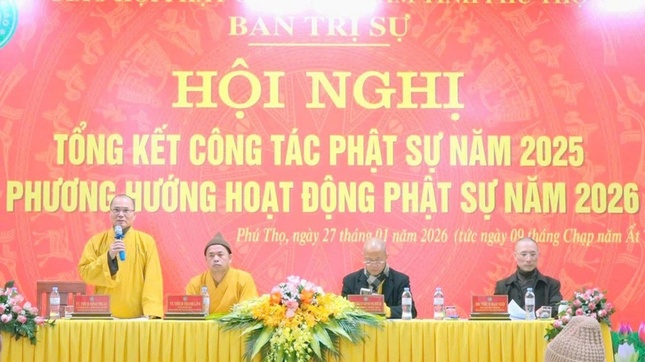 BAN TRỊ SỰ
HỘI NGHỊ
TỔNG KẾT CÔNG TÁC PHẬT SỰ NĂM 2025
PHƯƠNG HƯỚNG HOẠT ĐỘNG PHẬT SỰ NĂM 2026
Phú Thọ, ngày 27 tháng 01 năm 2026 (tức ngày 09 tháng Chạp năm Ất